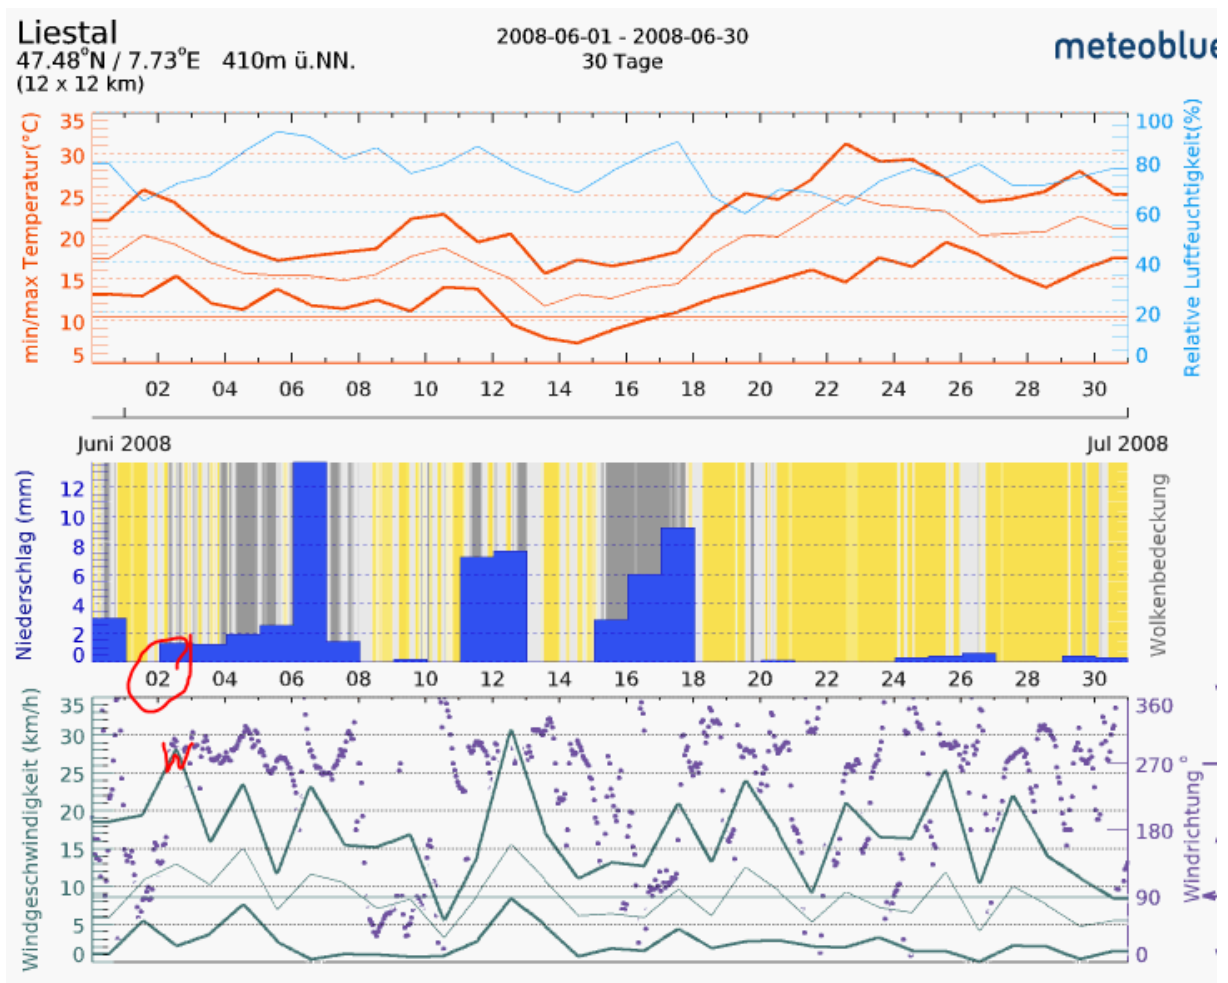 Liestal
47.48°N / 7.73°E 410m ü.NN.
(12 x 12 km)
2008-06-01 - 2008-06-30
30 Tage
meteoblue
min/max Temperatur(°C)
35
30
25
20
15
10
5
100
80
60
40
20
0
Relative Luftfeuchtigkeit(%)
02 04 06 08 10 12 14 16 18 20 22 24 26 28 30
Juni 2008
Jul 2008
Niederschlag (mm)
12
10
8
6
4
2
0
Wolkenbedeckung
02 04 06 08 10 12 14 16 18 20 22 24 26 28 30
Windgeschwindigkeit (km/h)
35
30
25
20
15
10
5
0
W
360
270
180
90
0
Windrichtung °